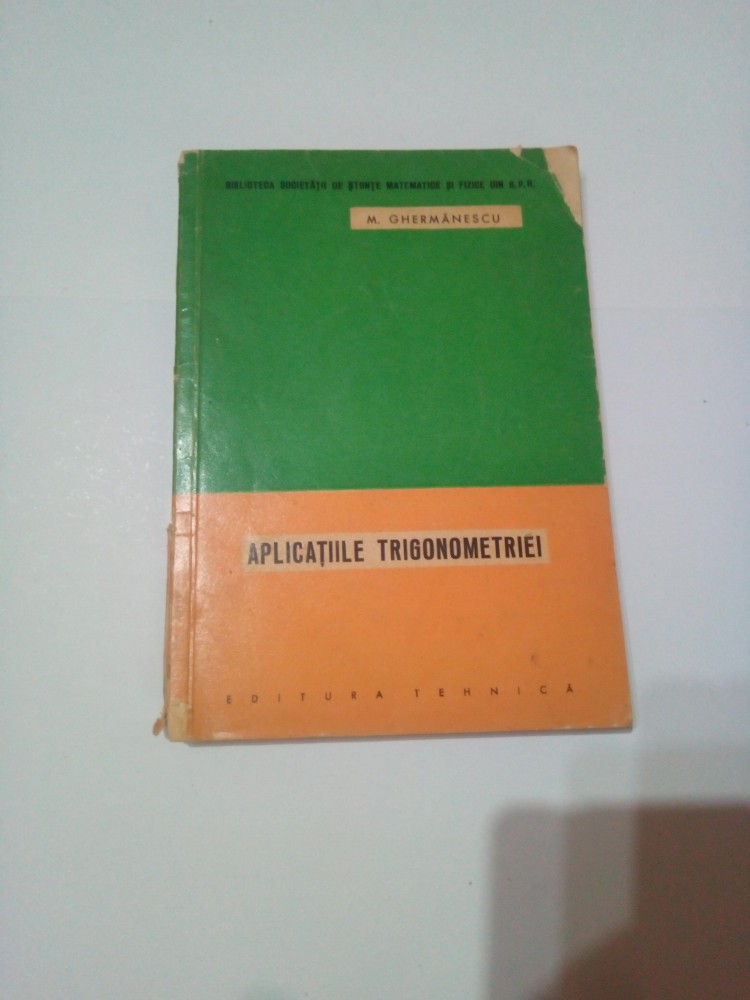 BIBLIOTECA SOCIETĂȚII DE ȘTIINȚE MATEMATICE ȘI FIZICE DIN R.P.R.
M. GHERMĂNESCU
APLICAȚIILE TRIGONOMETRIEI
EDITURA TEHNICĂ